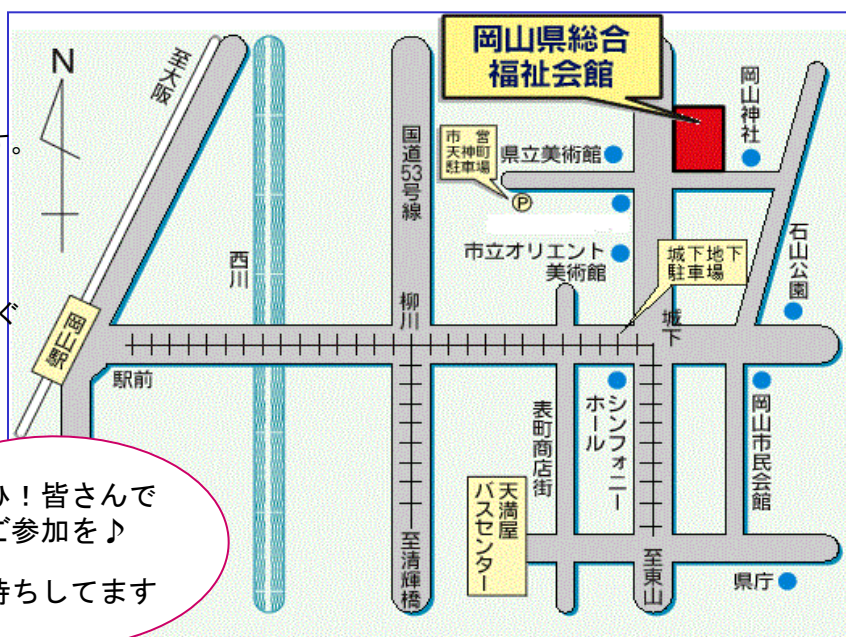 岡山県総合
福祉会館
N
至大阪
国道53号線
市営
天神町
駐車場
県立美術館
岡山神社
P
。
西川
市立オリエント
美術館
城下地下
駐車場
石山公園
ぐ
岡山駅
柳川
城下
駅前
表町商店街
シンフォニー
ホール
岡山市民会館
天満屋
バスセンター
至清輝橋
至東山
県庁
ひ！皆さんで
ご参加を♪
待ちしてます